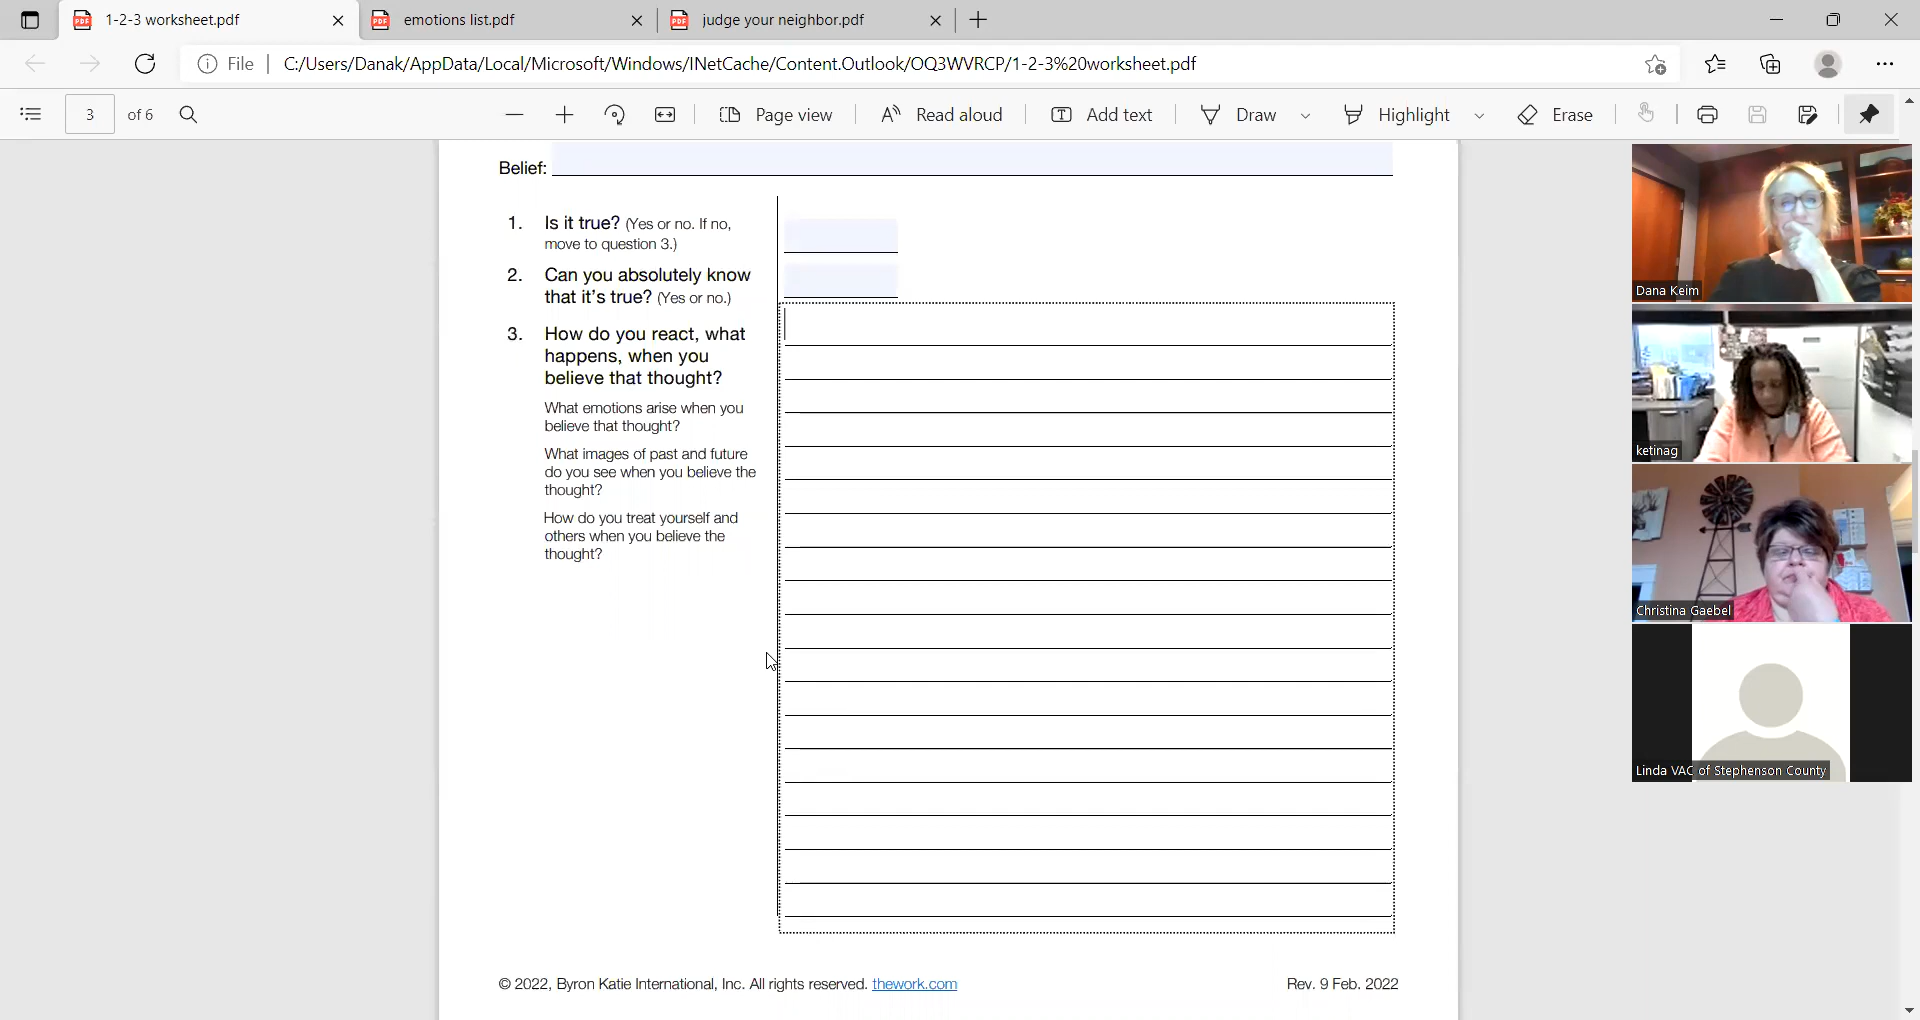 1-2-3 worksheet.pdf
emotions list.pdf
judge your neighbor.pdf
File
C:/Users/Danak/AppData/Local/Microsoft/Windows/INetCache/Content.Outlook/OQ3WVRCP/1-2-3%20worksheet.pdf
3 of 6
Page view
Read aloud
Add text
Draw
Highlight
Erase
Belief:
1. Is it true? (Yes or no. If no,
move to question 3.)
2. Can you absolutely know
that it's true? (Yes or no.)
3. How do you react, what
happens, when you
believe that thought?
What emotions arise when you
believe that thought?
What images of past and future
do you see when you believe the
thought?
How do you treat yourself and
others when you believe the
thought?
© 2022, Byron Katie International, Inc. All rights reserved. thework.com
Rev. 9 Feb. 2022
Dana Keim
ketinag
Christina Gaebel
Linda VAC of Stephenson County